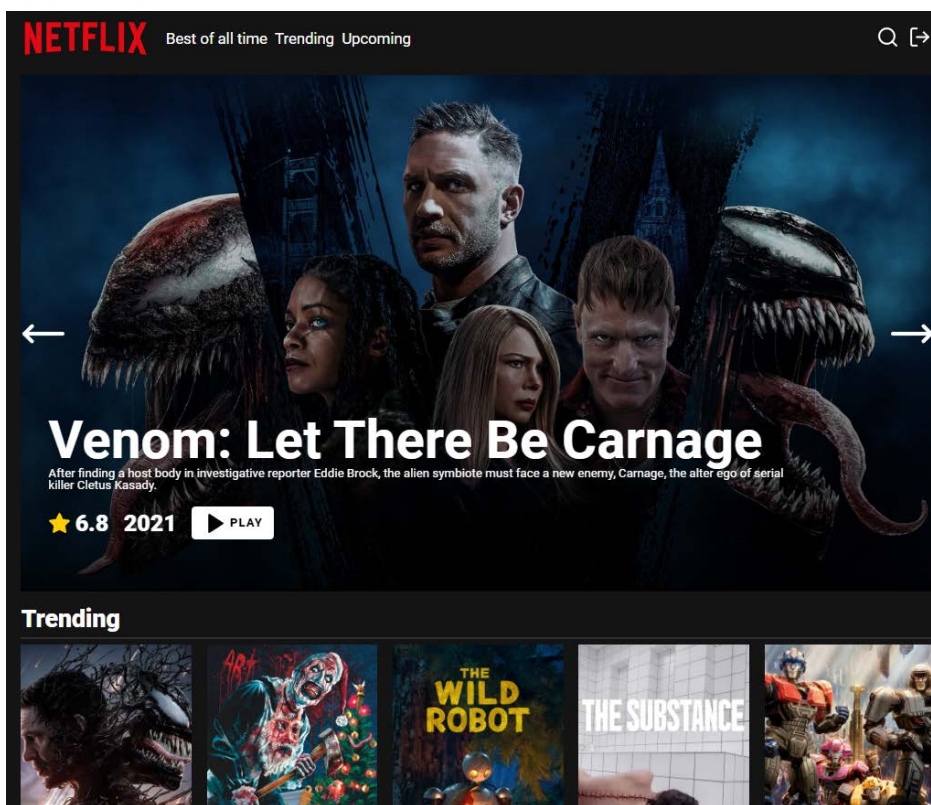 NETFLIX Best of all time Trending Upcoming
Venom: Let There Be Carnage
After finding a host body in investigative reporter Eddie Brock, the alien symbiote must face a new enemy, Carnage, the alter ego of serial
killer Cletus Kasady.
6.8 2021 PLAY
Trending
ART
THE
WILD
ROBOT
THE SUBSTANCE